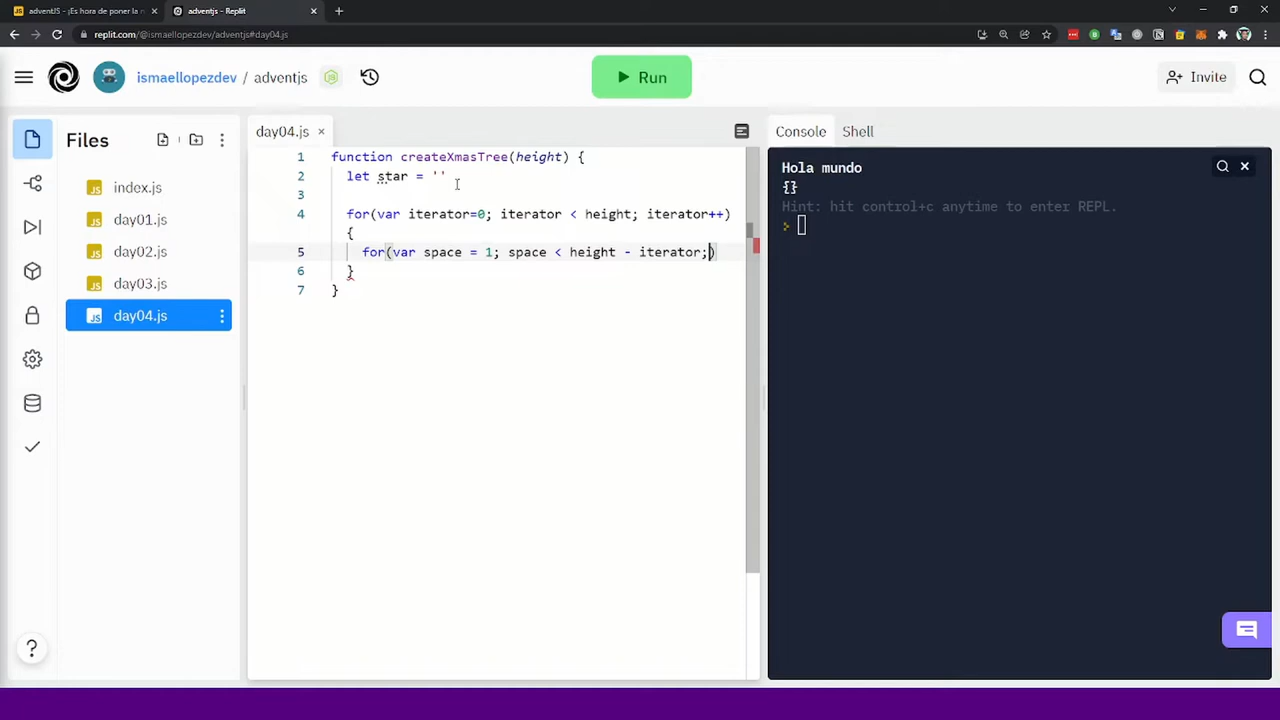 adventJS - ¡Es hora de poner la n
adventjs - Replit
replit.com/@ismaellopezdev/adventjs#day04.js
ismaellopezdev / adventjs
Run
Invite
Files
index.js
day01.js
day02.js
day03.js
day04.js
day04.js
1 function createXmasTree(height) {
2 let star = ''
3
4 for(var iterator=0; iterator < height; iterator++)
{
5 for(var space = 1; space < height - iterator;)
6 }
7 }
Console Shell
Hola mundo
{}
Hint: hit control+c anytime to enter REPL.
>
?